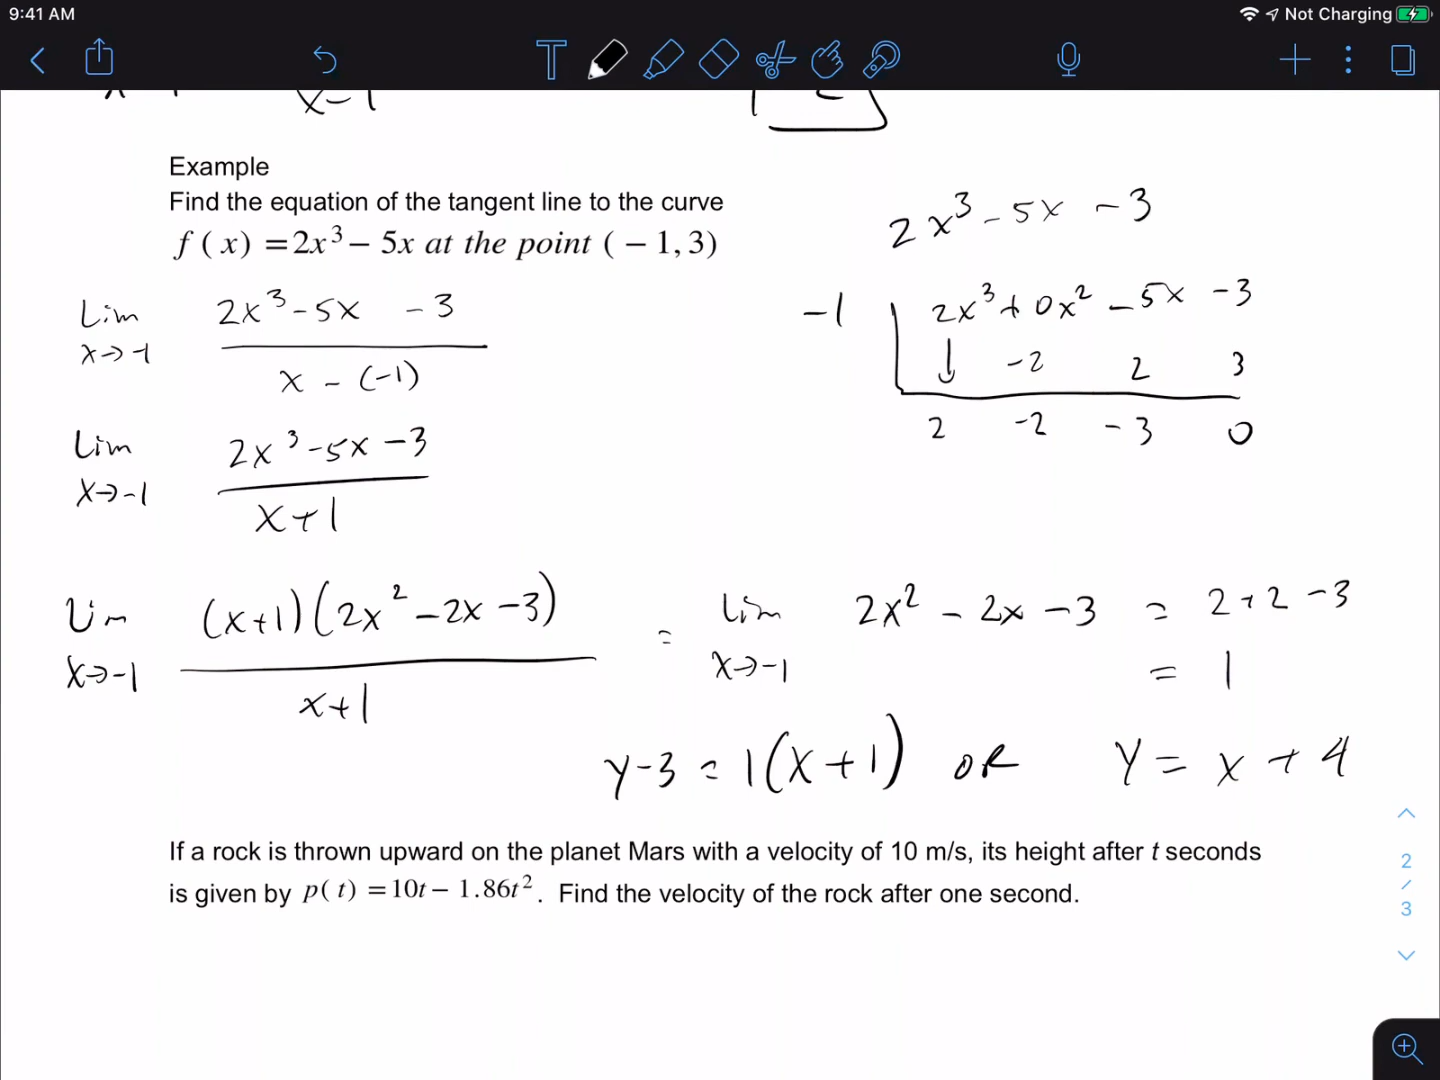 9:41 AM
Not Charging
x-1
Example
Find the equation of the tangent line to the curve
f(x) = 2x³ – 5x at the point (–1, 3)
2x³ - 5x - 3
Lim 2x³ - 5x - 3
x→-1 x - (-1)
-1 2x³ + 0x² - 5x - 3
↓ -2 2 3
2 -2 -3 0
Lim 2x³ - 5x - 3
x→-1 x+1
Lim (x+1)(2x² - 2x - 3)
x→-1 x+1
= Lim 2x² - 2x - 3 = 2+2-3
x→-1 = 1
y-3 = 1(x+1) OR y = x + 4
If a rock is thrown upward on the planet Mars with a velocity of 10 m/s, its height after t seconds
is given by p(t) = 10t – 1.86t². Find the velocity of the rock after one second.
2
/
3